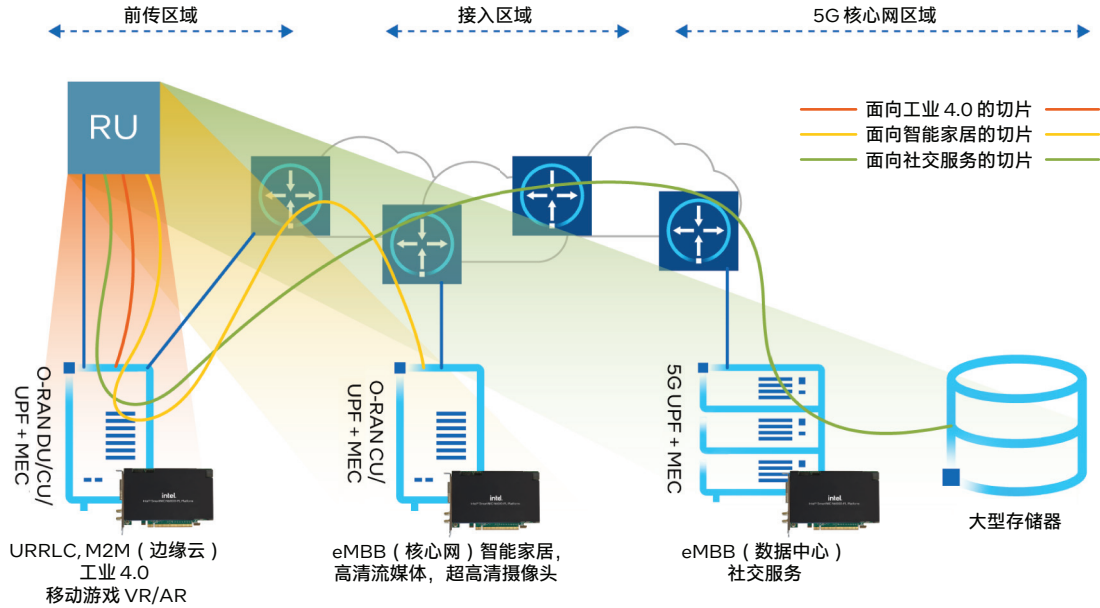 前传区域
接入区域
5G 核心网区域
RU
面向工业 4.0 的切片
面向智能家居的切片
面向社交服务的切片
O-RAN DU/CU/
UPF + MEC
O-RAN CU/
UPF + MEC
5G UPF + MEC
intel.
intel.
intel.
大型存储器
URRLC, M2M（边缘云）
工业 4.0
移动游戏 VR/AR
eMBB（核心网）智能家居，
高清流媒体，超高清摄像头
eMBB（数据中心）
社交服务